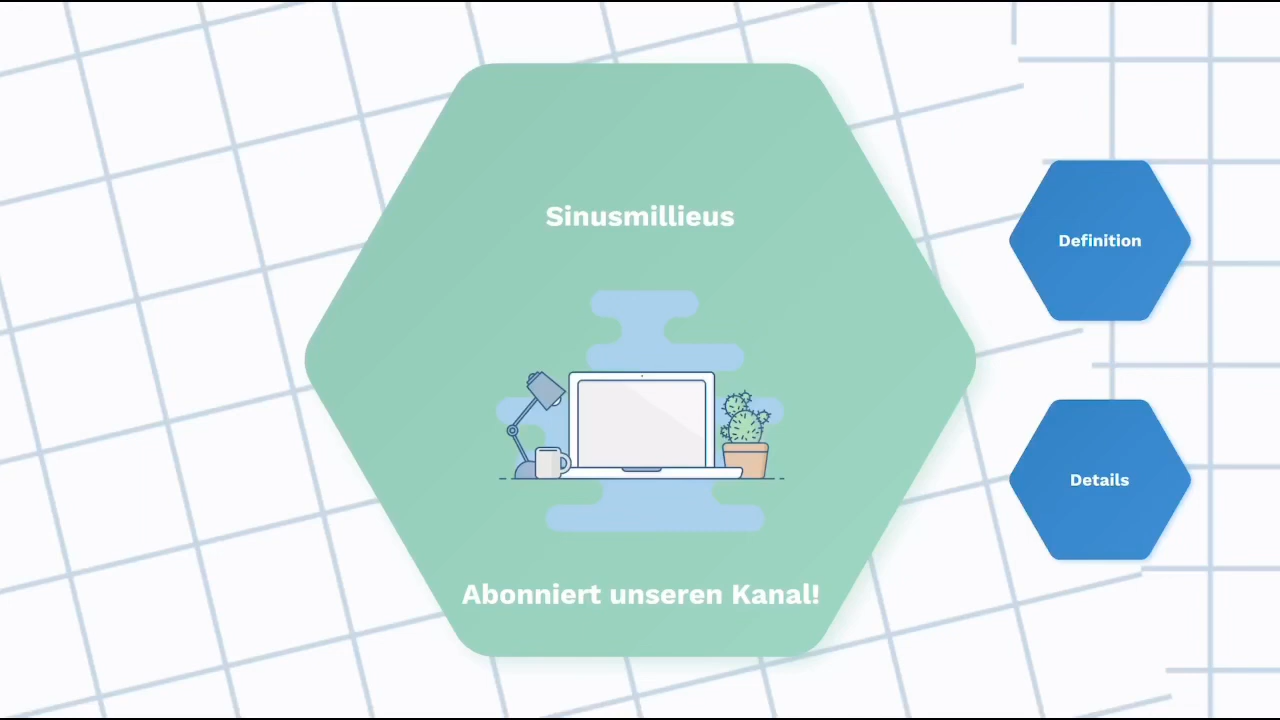 Sinusmillieus
Definition
Details
Abonniert unseren Kanal!